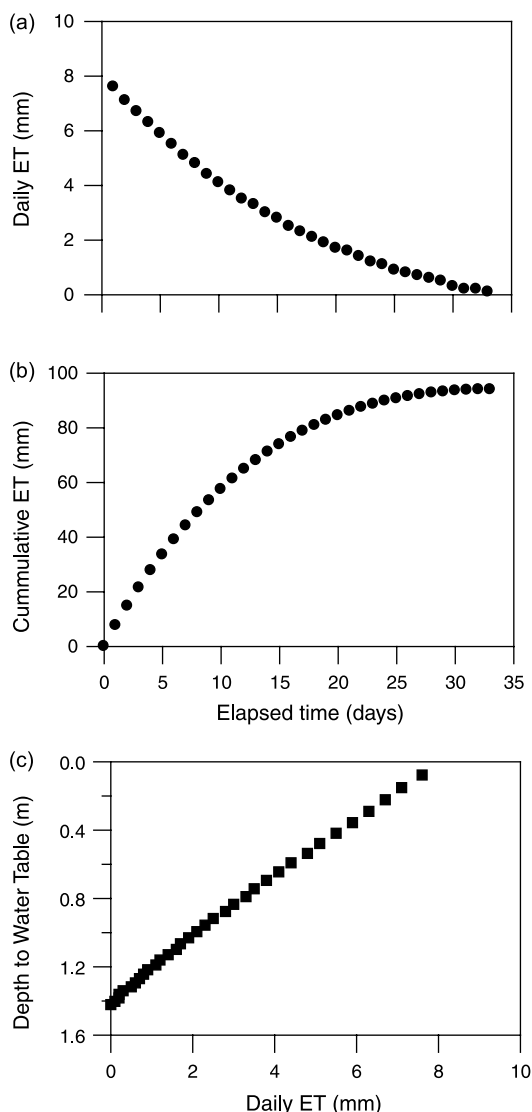 (a)
10
8
6
4
2
0
Daily ET (mm)
(b)
100
80
60
40
20
0
Cummulative ET (mm)
0 5 10 15 20 25 30 35
Elapsed time (days)
(c)
0.0
0.4
0.8
1.2
1.6
Depth to Water Table (m)
0 2 4 6 8 10
Daily ET (mm)